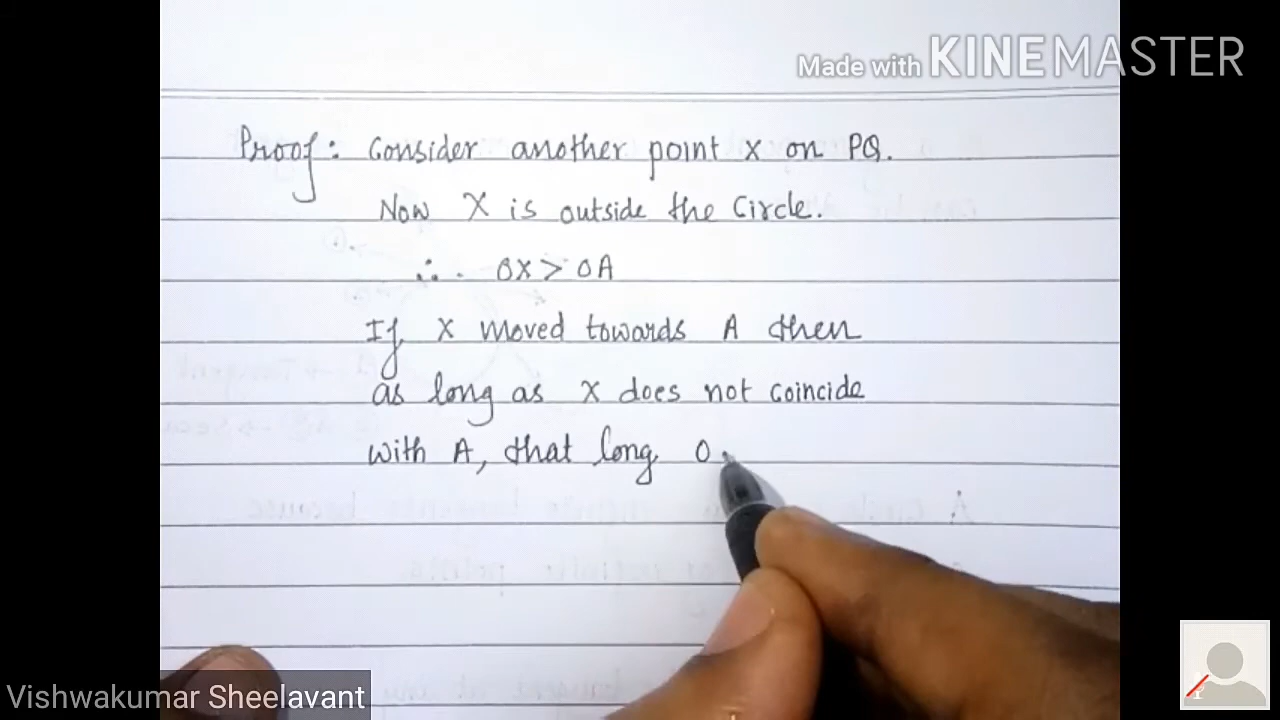 Made with KINEMASTER
Proof: Consider another point X on PQ.
Now X is outside the Circle.
∴ OX > OA
If X moved towards A then
as long as X does not coincide
with A, that long O
Vishwakumar Sheelavant